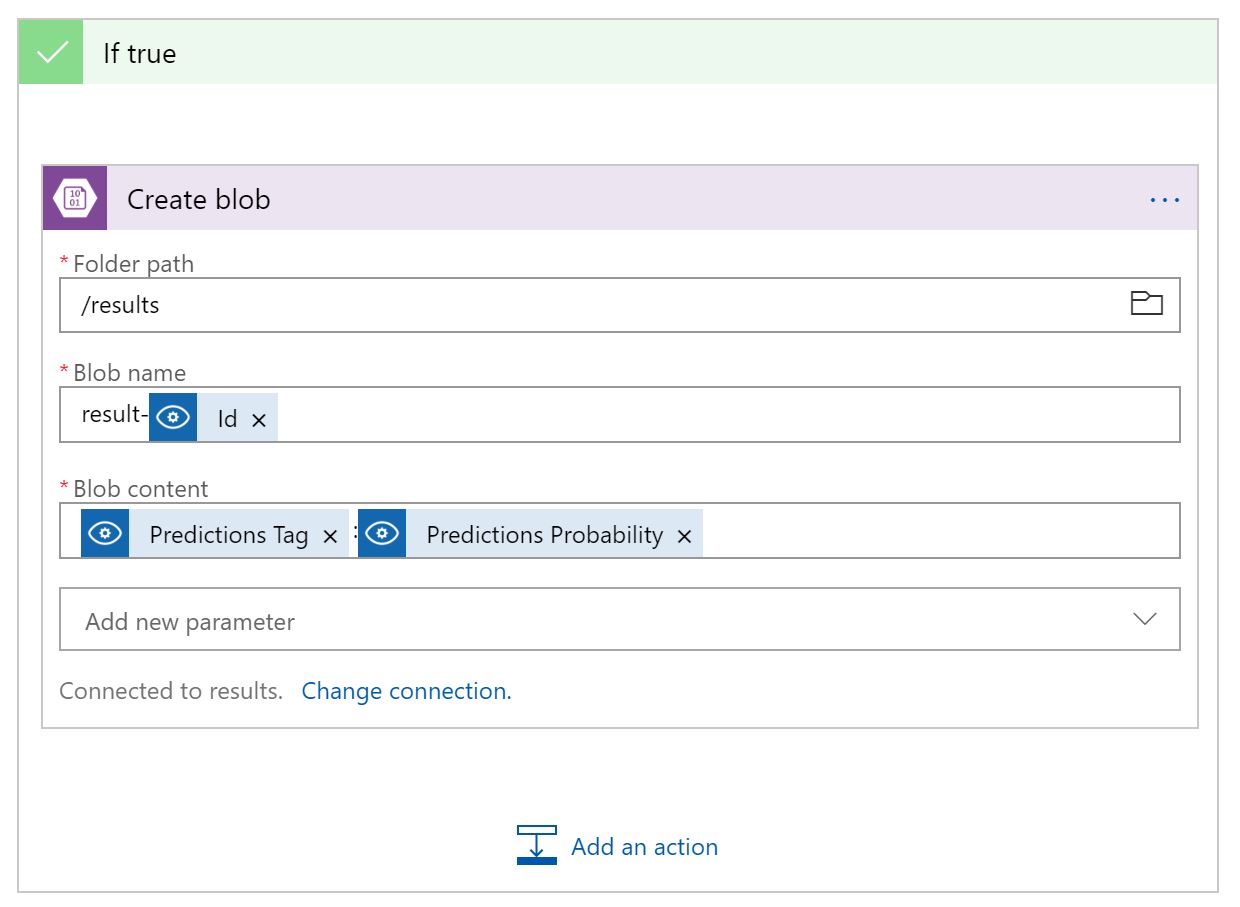 If true
10
01
Create blob
...
* Folder path
/results
* Blob name
result- Id ×
* Blob content
Predictions Tag × : Predictions Probability ×
Add new parameter
Connected to results. Change connection.
Add an action